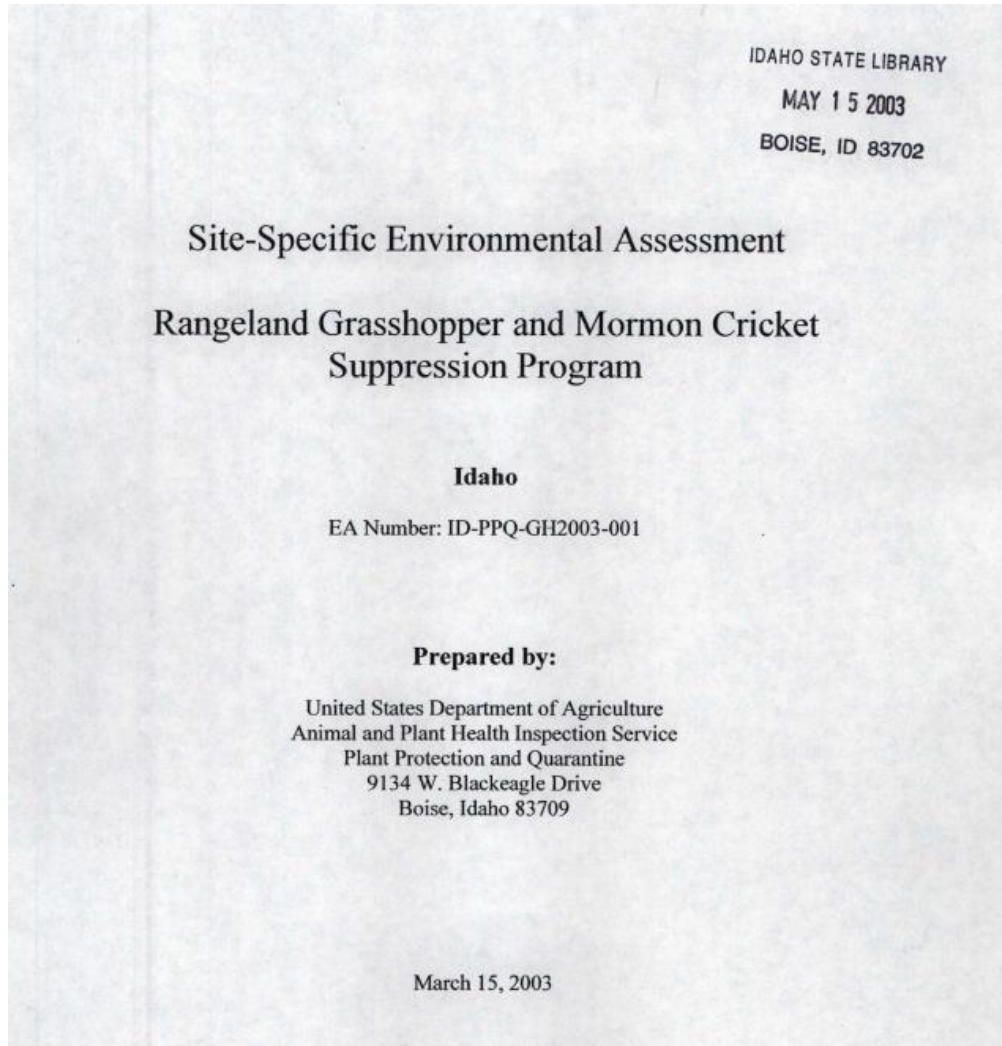 IDAHO STATE LIBRARY
MAY 15 2003
BOISE, ID 83702
Site-Specific Environmental Assessment
Rangeland Grasshopper and Mormon Cricket
Suppression Program
Idaho
EA Number: ID-PPQ-GH2003-001
Prepared by:
United States Department of Agriculture
Animal and Plant Health Inspection Service
Plant Protection and Quarantine
9134 W. Blackeagle Drive
Boise, Idaho 83709
March 15, 2003